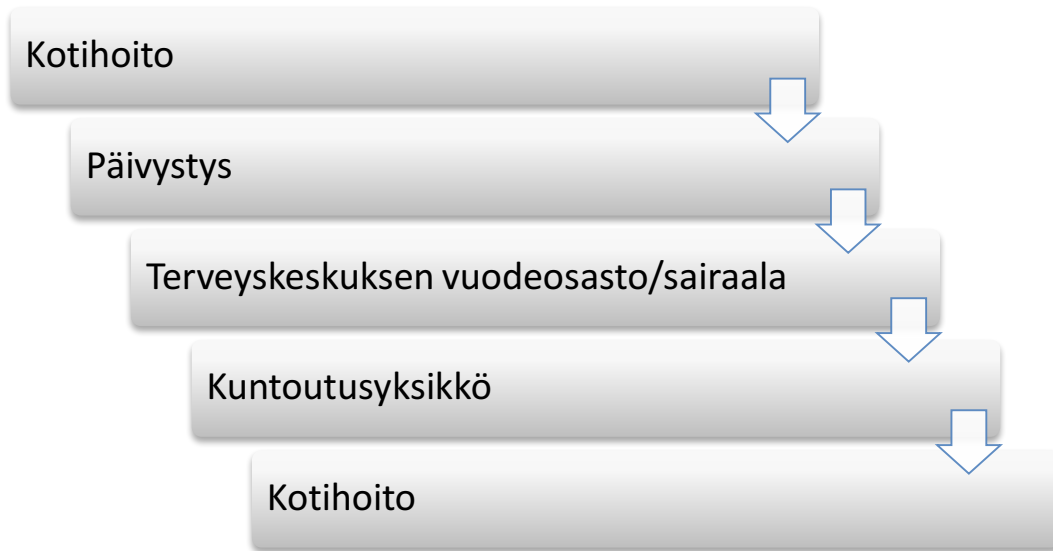 Kotihoito
Päivystys
Terveyskeskuksen vuodeosasto/sairaala
Kuntoutusyksikkö
Kotihoito